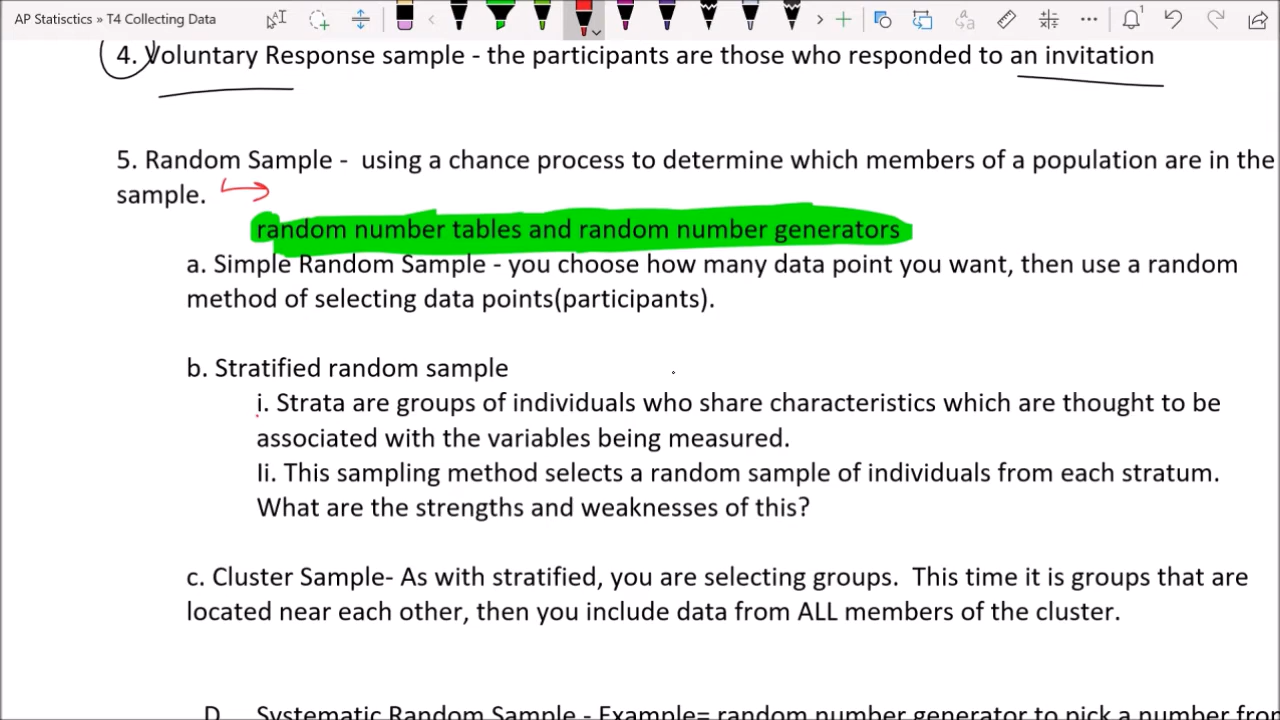 AP Statisctics » T4 Collecting Data
4. Voluntary Response sample - the participants are those who responded to an invitation
5. Random Sample - using a chance process to determine which members of a population are in the
sample.
random number tables and random number generators
a. Simple Random Sample - you choose how many data point you want, then use a random
method of selecting data points(participants).
b. Stratified random sample
i. Strata are groups of individuals who share characteristics which are thought to be
associated with the variables being measured.
Ii. This sampling method selects a random sample of individuals from each stratum.
What are the strengths and weaknesses of this?
c. Cluster Sample- As with stratified, you are selecting groups. This time it is groups that are
located near each other, then you include data from ALL members of the cluster.
D. Systematic Random Sample - Example= random number generator to pick a number from